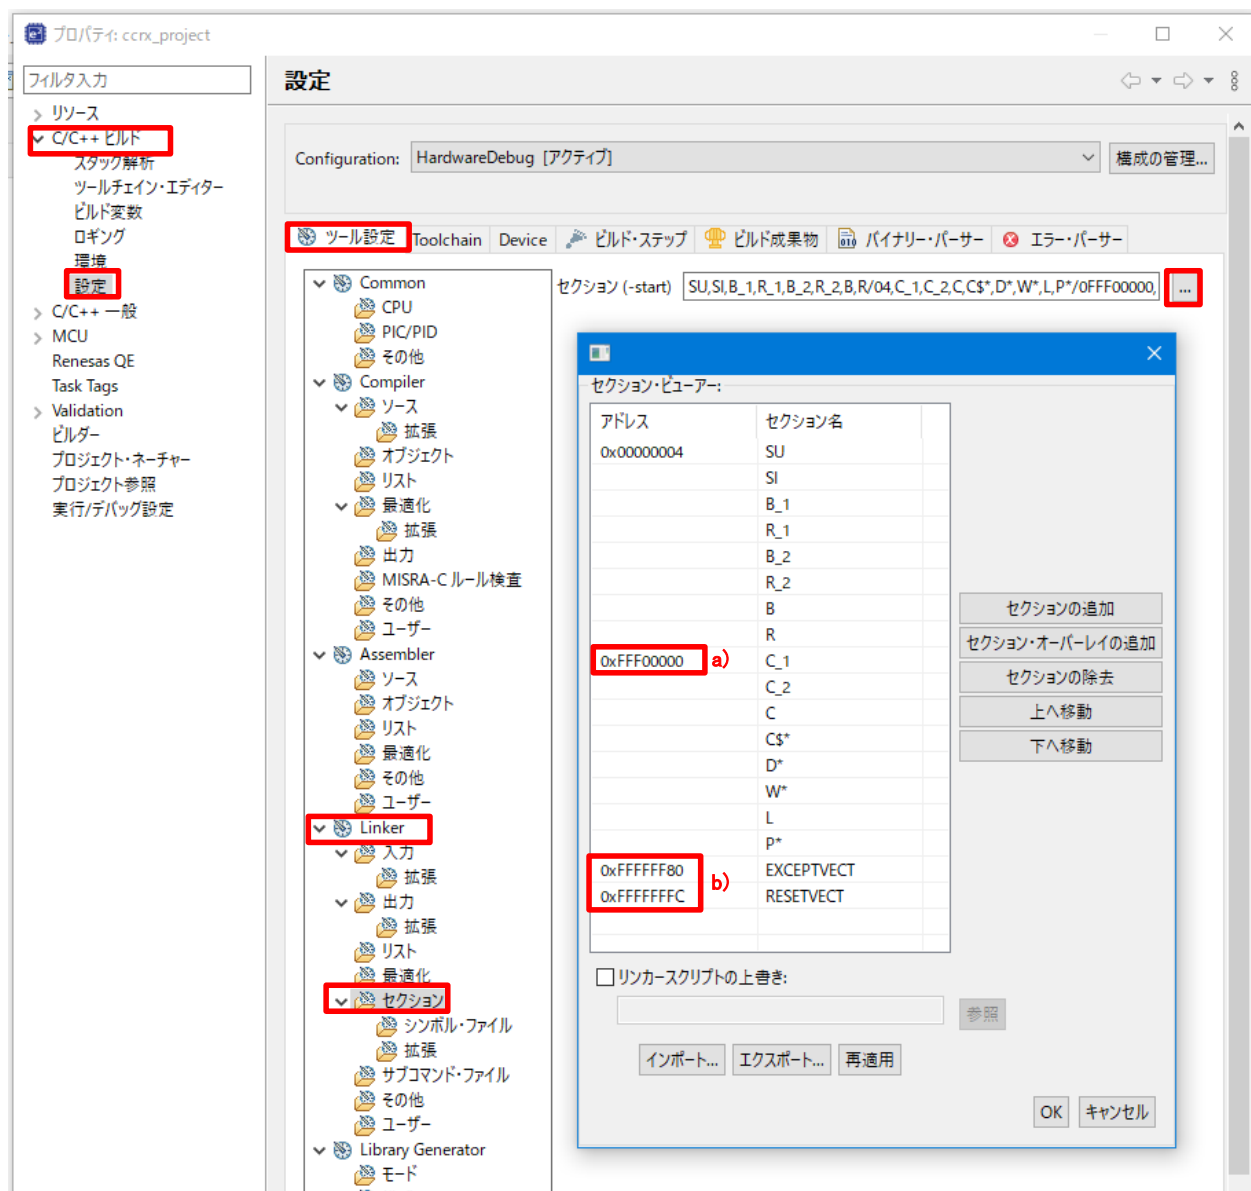 プロパティ: ccrx_project
フィルタ入力
設定
リソース
C/C++ ビルド
スタック解析
ツールチェイン・エディター
ビルド変数
ロギング
環境
設定
C/C++ 一般
MCU
Renesas QE
Task Tags
Validation
ビルダー
プロジェクト・ネーチャー
プロジェクト参照
実行/デバッグ設定
Configuration: HardwareDebug [アクティブ] 構成の管理...
ツール設定 Toolchain Device ビルド・ステップ ビルド成果物 バイナリー・パーサー エラー・パーサー
Common
CPU
PIC/PID
その他
Compiler
ソース
拡張
オブジェクト
リスト
最適化
拡張
出力
MISRA-C ルール検査
その他
ユーザー
Assembler
ソース
オブジェクト
リスト
最適化
その他
ユーザー
Linker
入力
拡張
出力
拡張
リスト
最適化
セクション
シンボル・ファイル
拡張
サブコマンド・ファイル
その他
ユーザー
Library Generator
モード
セクション (-start) SU,SI,B_1,R_1,B_2,R_2,B,R/04,C_1,C_2,C,C$*,D*,W*,L,P*/0FFF00000, ...
セクション・ビューアー:
アドレス セクション名
0x00000004 SU
SI
B_1
R_1
B_2
R_2
B
R
0xFFF00000 a) C_1
C_2
C
C$*
D*
W*
L
P*
0xFFFFFF80 EXCEPTVECT
b)
0xFFFFFFFC RESETVECT
セクションの追加
セクション・オーバーレイの追加
セクションの除去
上へ移動
下へ移動
リンカースクリプトの上書き:
参照
インポート... エクスポート... 再適用
OK キャンセル